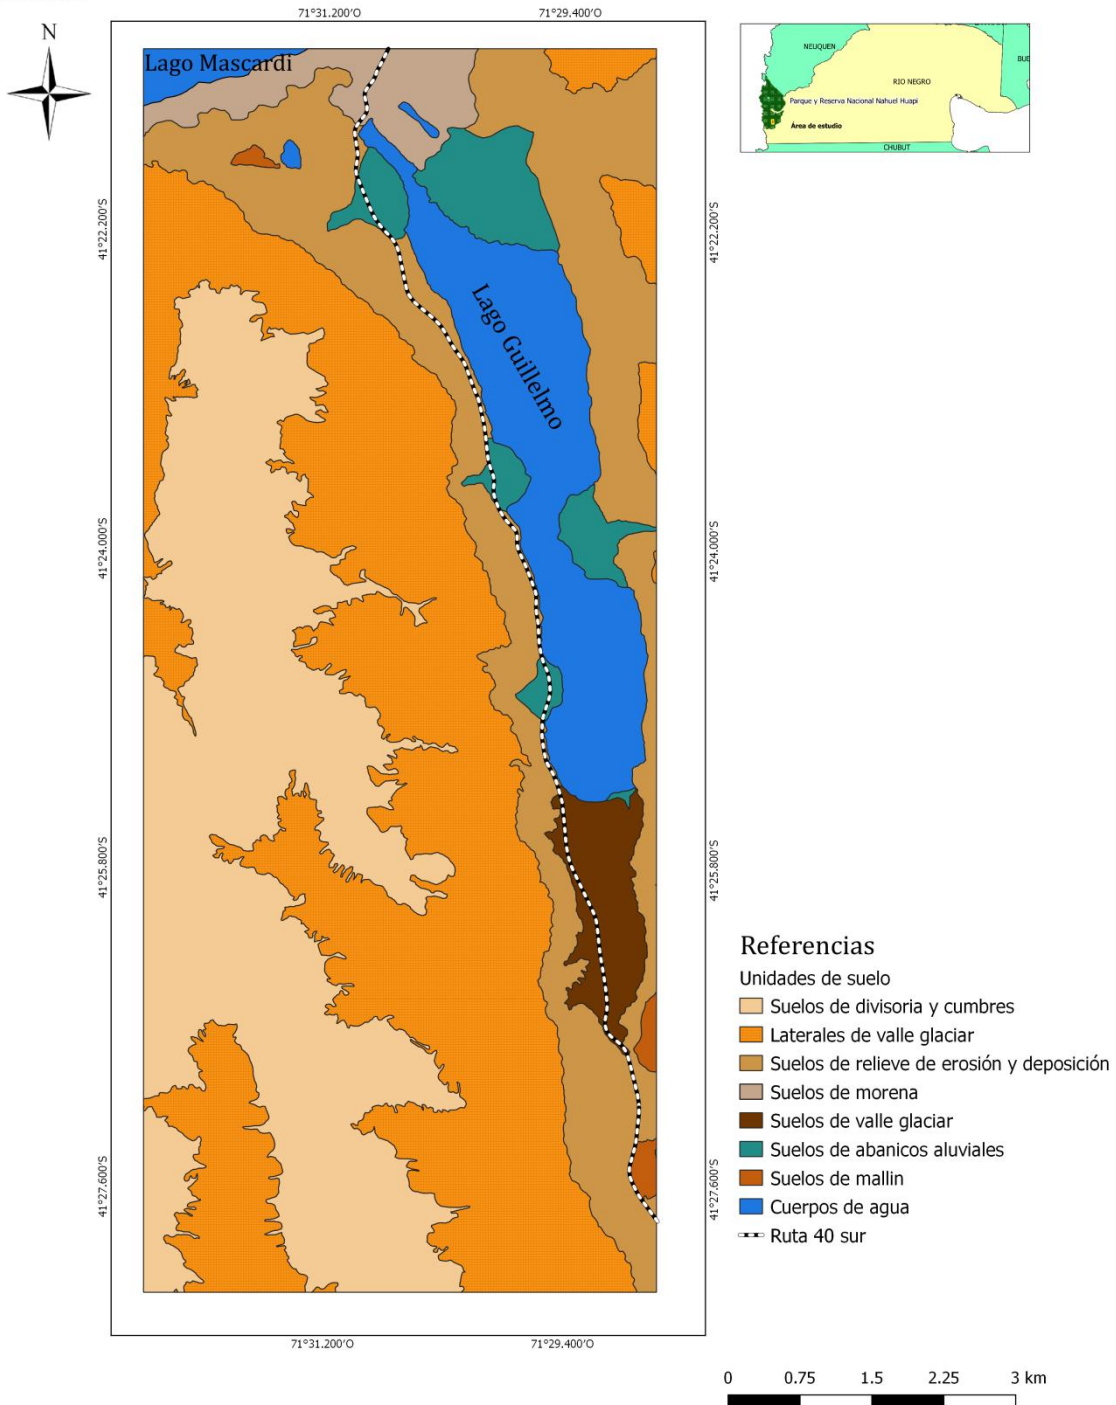 71°31.200'O
71°29.400'O
N
Lago Mascardi
NEUQUEN
RIO NEGRO
BUE
Parque y Reserva Nacional Nahuel Huapi
Área de estudio
CHUBUT
41°22.200'S
41°22.200'S
Lago Guillelmo
41°24.000'S
41°24.000'S
41°25.800'S
41°25.800'S
Referencias
Unidades de suelo
Suelos de divisoria y cumbres
Laterales de valle glaciar
Suelos de relieve de erosión y deposición
Suelos de morena
Suelos de valle glaciar
Suelos de abanicos aluviales
Suelos de mallin
Cuerpos de agua
Ruta 40 sur
41°27.600'S
41°27.600'S
71°31.200'O
71°29.400'O
0 0.75 1.5 2.25 3 km